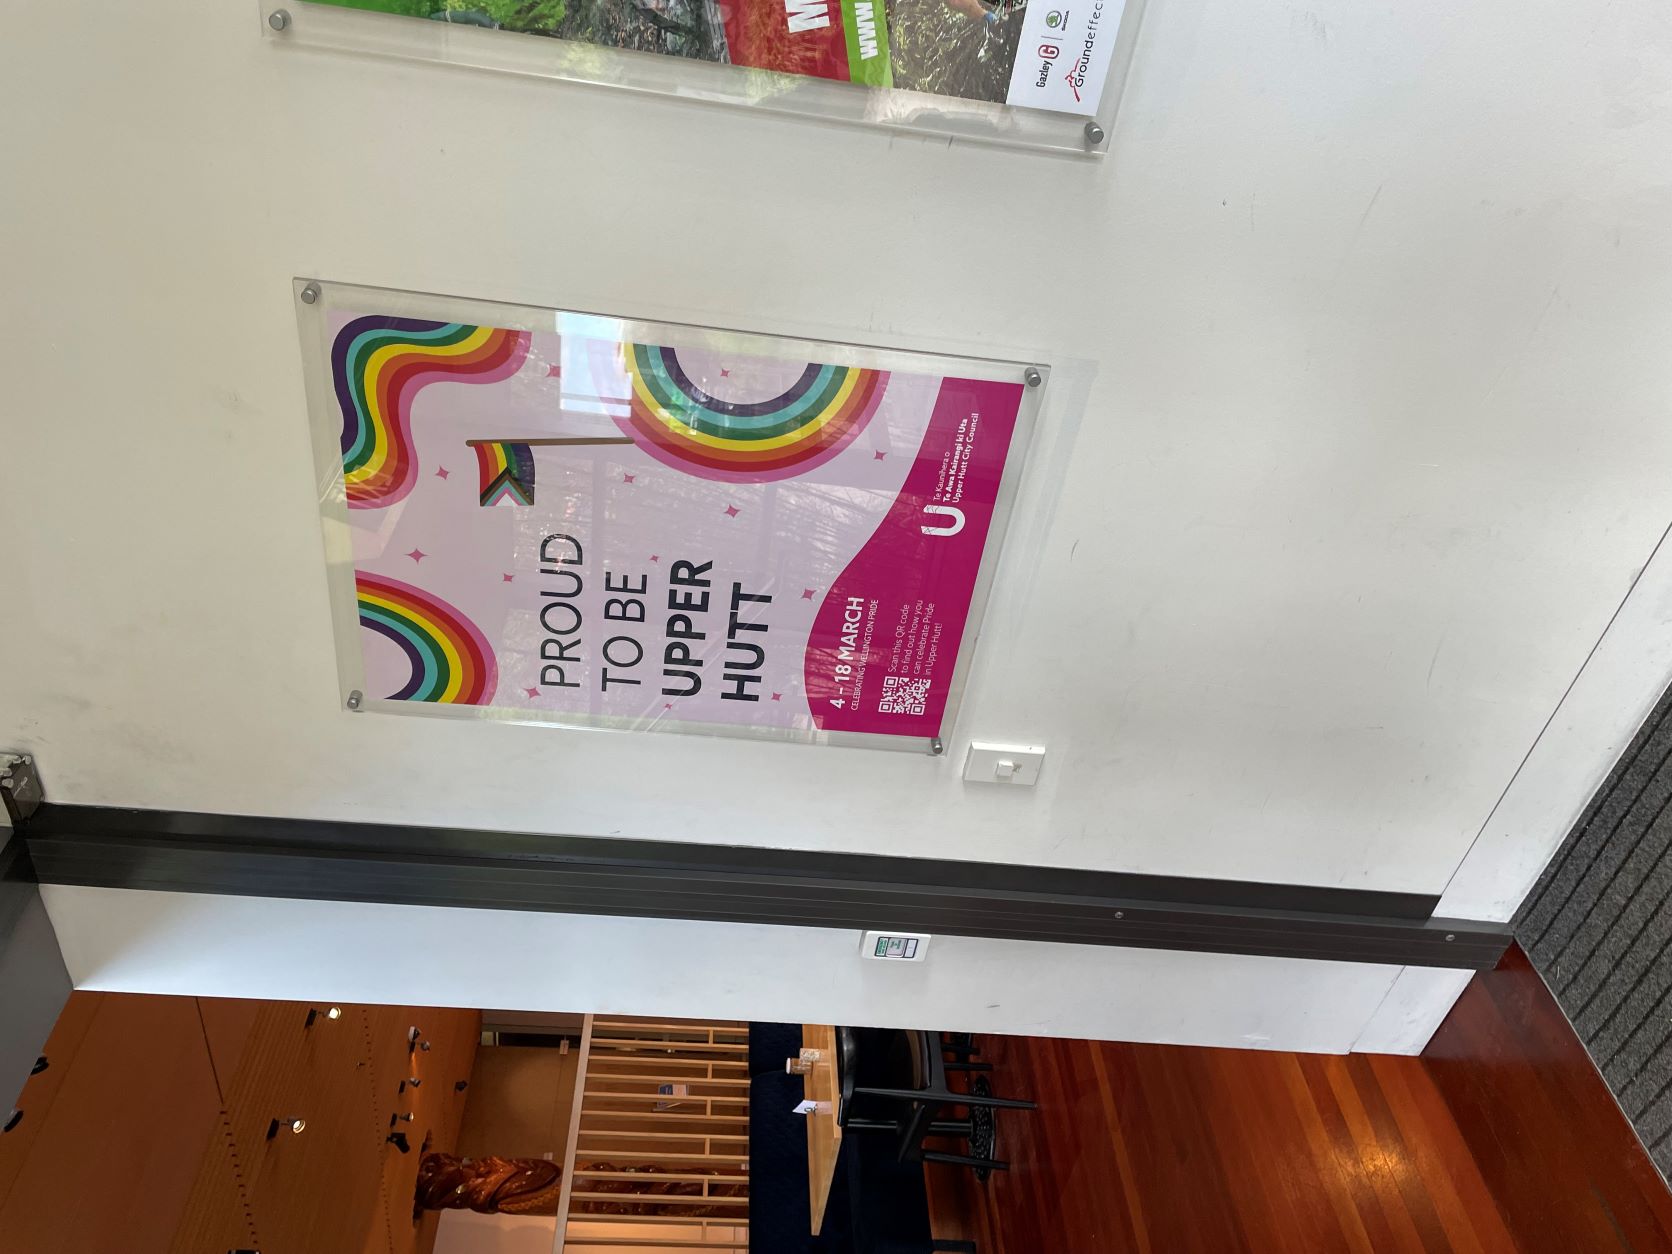 PROUD
TO BE
UPPER
HUTT
4 – 18 MARCH
CELEBRATING WELLINGTON PRIDE
Scan this QR code
to find out how you
can celebrate Pride
in Upper Hutt!
Te Kaunihera o
Te Awa Kairangi ki Uta
Upper Hutt City Council
M
www
Gazley G
SKODA
Groundeffect